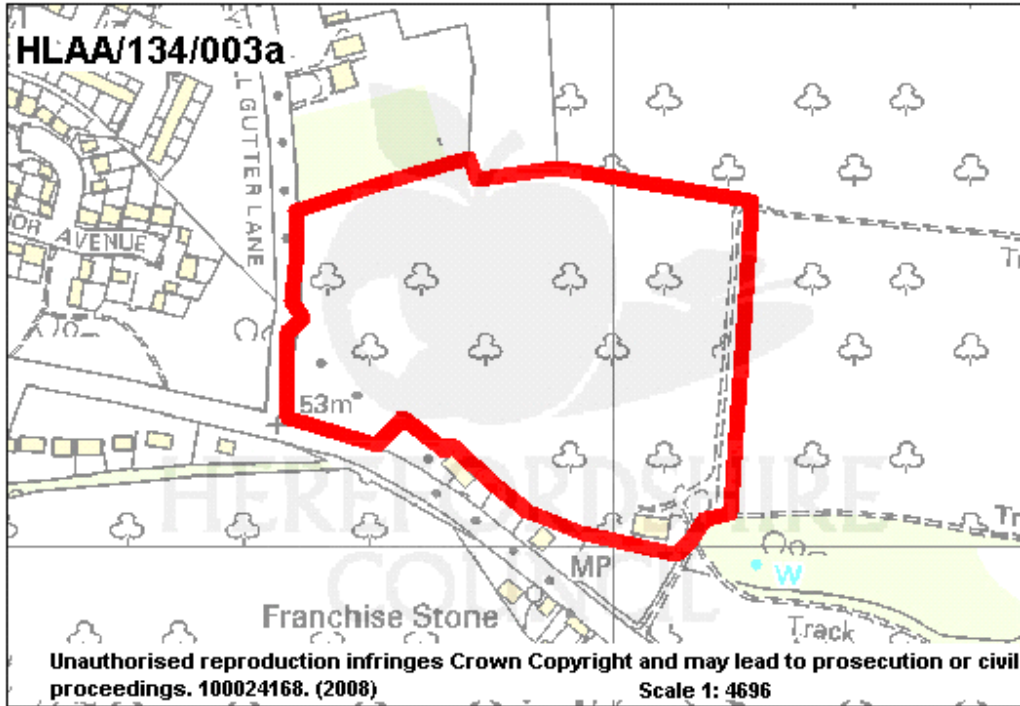 HLAA/134/003a
L GUTTER LANE
OR AVENUE
Tr
53m
HEREFORDSHIRE
COUNCIL
Tr
MP
W
Franchise Stone
Track
Unauthorised reproduction infringes Crown Copyright and may lead to prosecution or civil
proceedings. 100024168. (2008) Scale 1: 4696